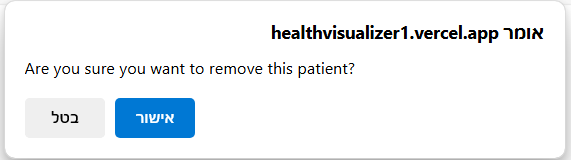 healthvisualizer1.vercel.app אומר
Are you sure you want to remove this patient?
אישור
בטל